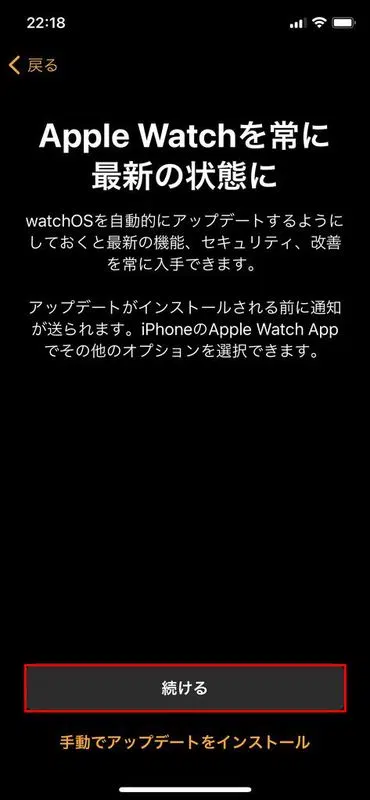 22:18
戻る
Apple Watchを常に
最新の状態に
watchOSを自動的にアップデートするように
しておくと最新の機能、セキュリティ、改善
を常に入手できます。
アップデートがインストールされる前に通知
が送られます。iPhoneのApple Watch App
でその他のオプションを選択できます。
続ける
手動でアップデートをインストール